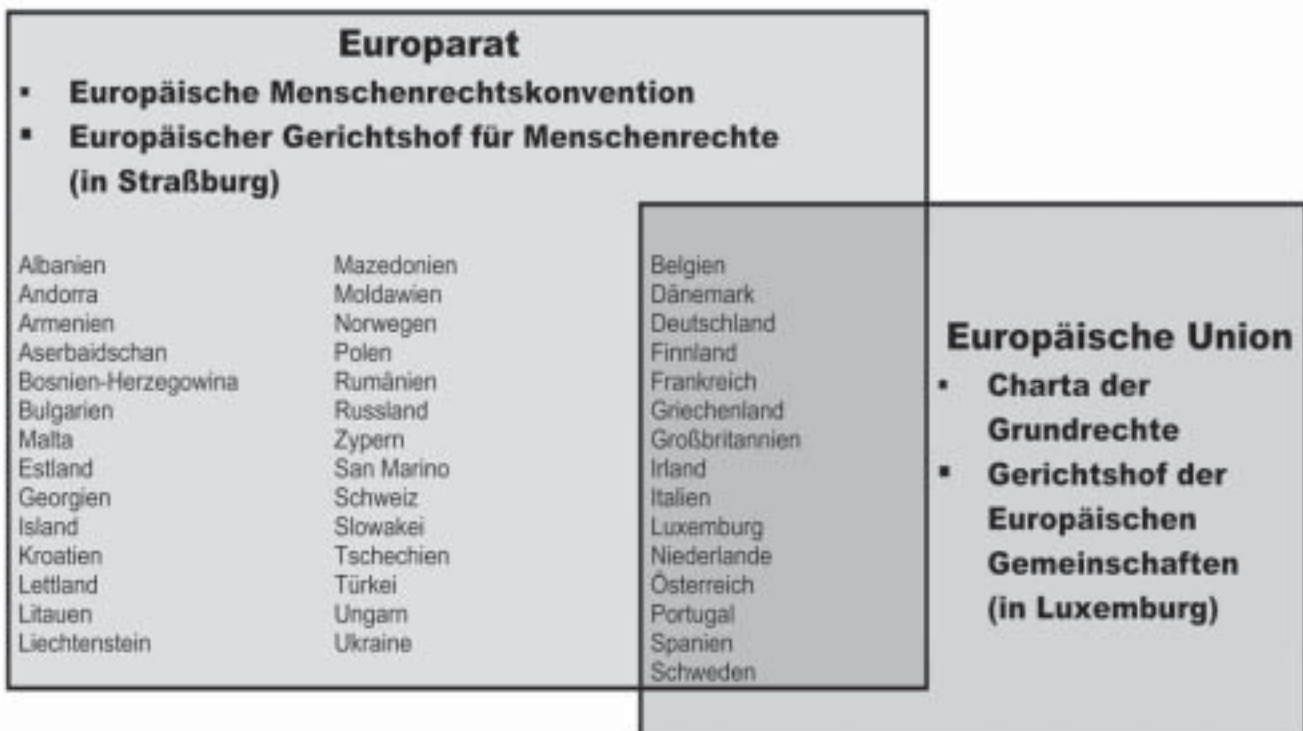 Europarat
▪ Europäische Menschenrechtskonvention
▪ Europäischer Gerichtshof für Menschenrechte
(in Straßburg)
Albanien
Andorra
Armenien
Aserbaidschan
Bosnien-Herzegowina
Bulgarien
Malta
Estland
Georgien
Island
Kroatien
Lettland
Litauen
Liechtenstein
Mazedonien
Moldawien
Norwegen
Polen
Rumänien
Russland
Zypern
San Marino
Schweiz
Slowakei
Tschechien
Türkei
Ungarn
Ukraine
Belgien
Dänemark
Deutschland
Finnland
Frankreich
Griechenland
Großbritannien
Irland
Italien
Luxemburg
Niederlande
Österreich
Portugal
Spanien
Schweden
Europäische Union
▪ Charta der
Grundrechte
▪ Gerichtshof der
Europäischen
Gemeinschaften
(in Luxemburg)